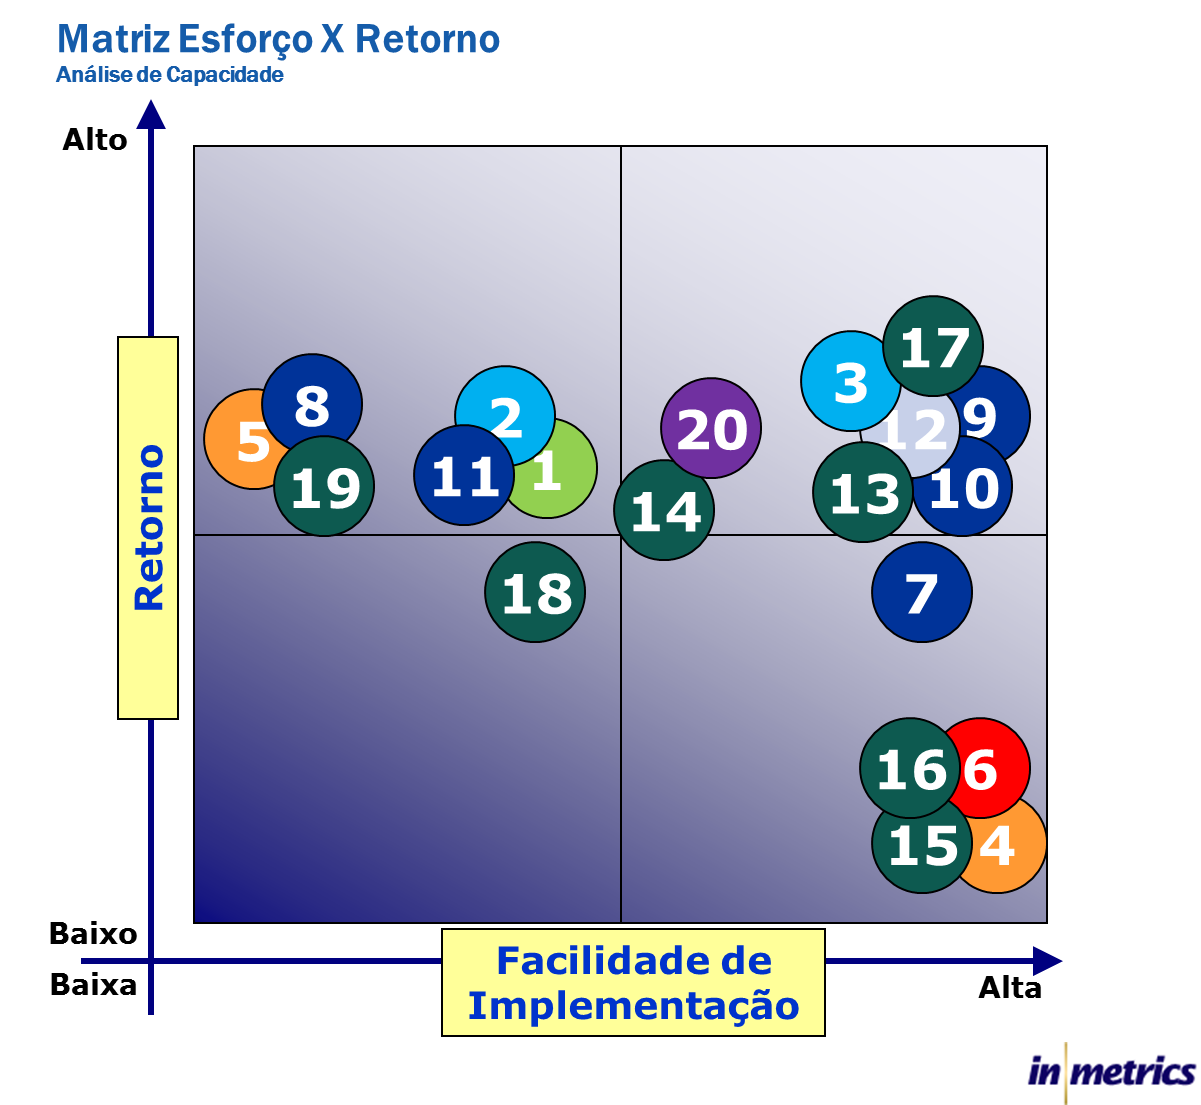 Matriz Esforço X Retorno
Análise de Capacidade
Alto
17
3
8
2
9
20
12
5
1
11
19
10
13
14
Retorno
18
7
16
6
15
4
Baixo
Baixa
Facilidade de
Implementação
Alta
in metrics